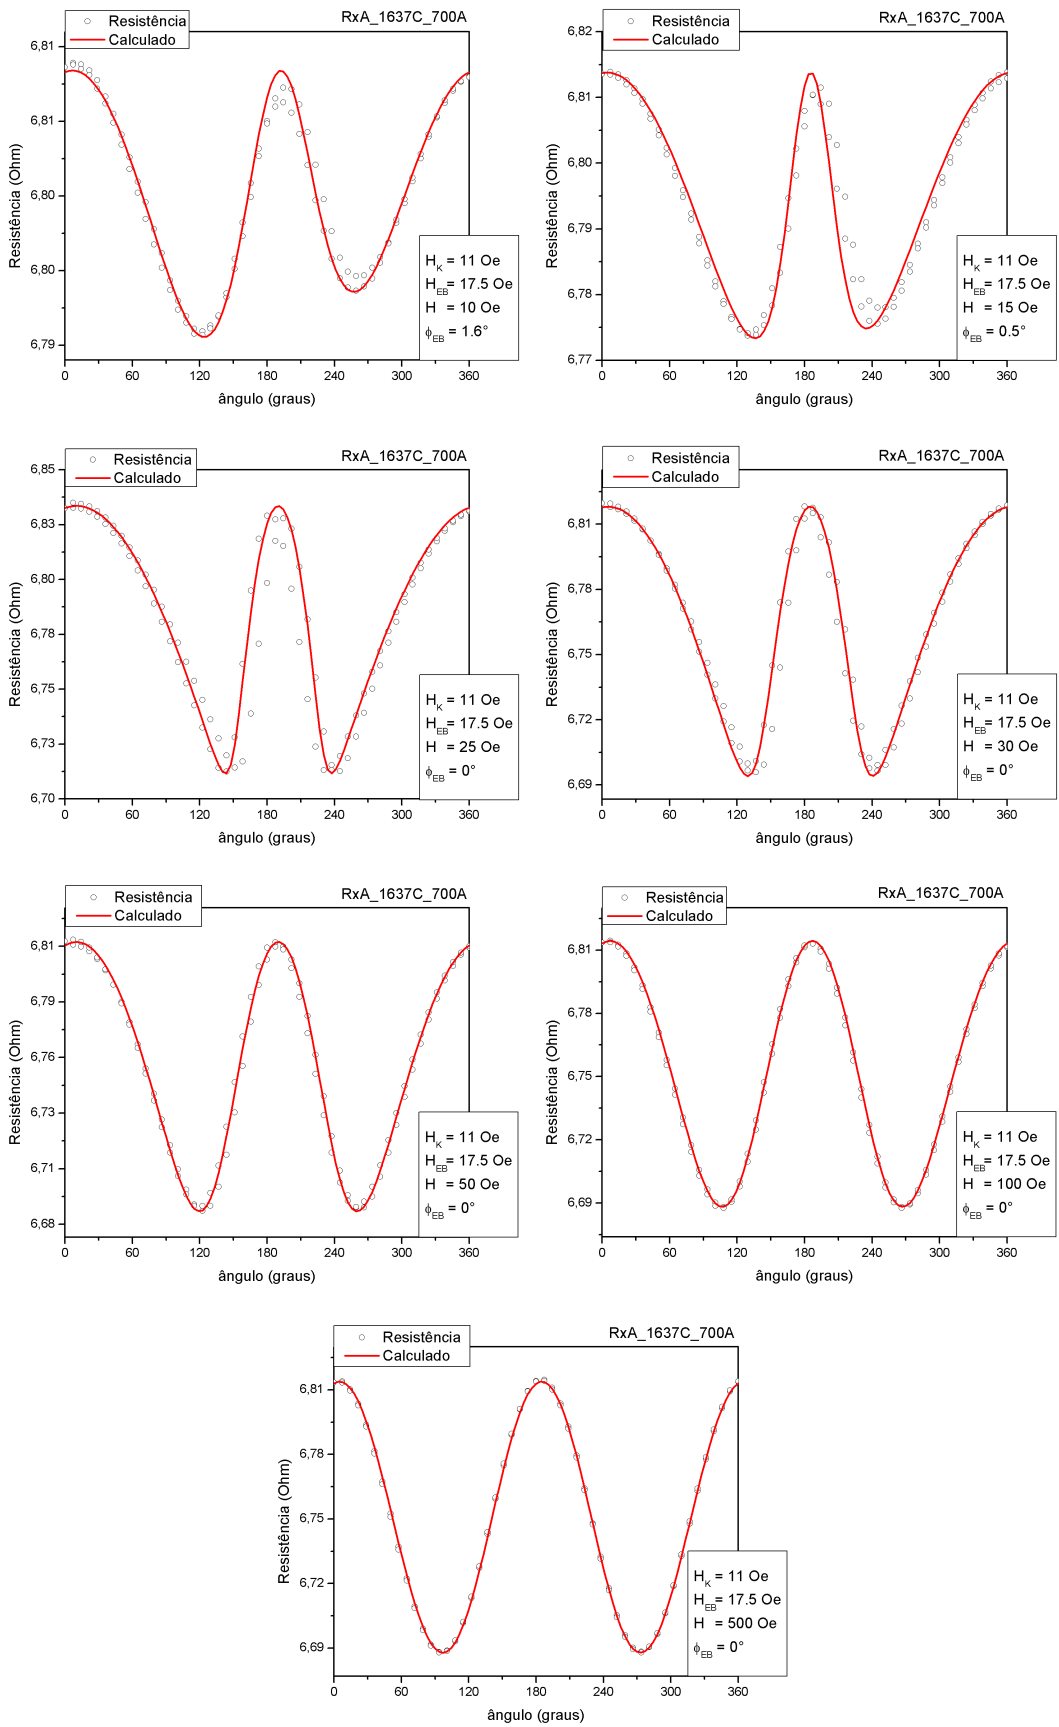 RxA_1637C_700A
Resistência
Calculado
6,81
6,81
6,80
6,80
6,79
Resistência (Ohm)
H_K = 11 Oe
H_EB = 17.5 Oe
H = 10 Oe
ϕ_EB = 1.6°
0 60 120 180 240 300 360
ângulo (graus)
RxA_1637C_700A
Resistência
Calculado
6,82
6,81
6,80
6,79
6,78
6,77
Resistência (Ohm)
H_K = 11 Oe
H_EB = 17.5 Oe
H = 15 Oe
ϕ_EB = 0.5°
0 60 120 180 240 300 360
ângulo (graus)
RxA_1637C_700A
Resistência
Calculado
6,85
6,83
6,80
6,78
6,75
6,73
6,70
Resistência (Ohm)
H_K = 11 Oe
H_EB = 17.5 Oe
H = 25 Oe
ϕ_EB = 0°
0 60 120 180 240 300 360
ângulo (graus)
RxA_1637C_700A
Resistência
Calculado
6,81
6,78
6,75
6,72
6,69
Resistência (Ohm)
H_K = 11 Oe
H_EB = 17.5 Oe
H = 30 Oe
ϕ_EB = 0°
0 60 120 180 240 300 360
ângulo (graus)
RxA_1637C_700A
Resistência
Calculado
6,81
6,79
6,76
6,73
6,71
6,68
Resistência (Ohm)
H_K = 11 Oe
H_EB = 17.5 Oe
H = 50 Oe
ϕ_EB = 0°
0 60 120 180 240 300 360
ângulo (graus)
RxA_1637C_700A
Resistência
Calculado
6,81
6,78
6,75
6,72
6,69
Resistência (Ohm)
H_K = 11 Oe
H_EB = 17.5 Oe
H = 100 Oe
ϕ_EB = 0°
0 60 120 180 240 300 360
ângulo (graus)
RxA_1637C_700A
Resistência
Calculado
6,81
6,78
6,75
6,72
6,69
Resistência (Ohm)
H_K = 11 Oe
H_EB = 17.5 Oe
H = 500 Oe
ϕ_EB = 0°
0 60 120 180 240 300 360
ângulo (graus)